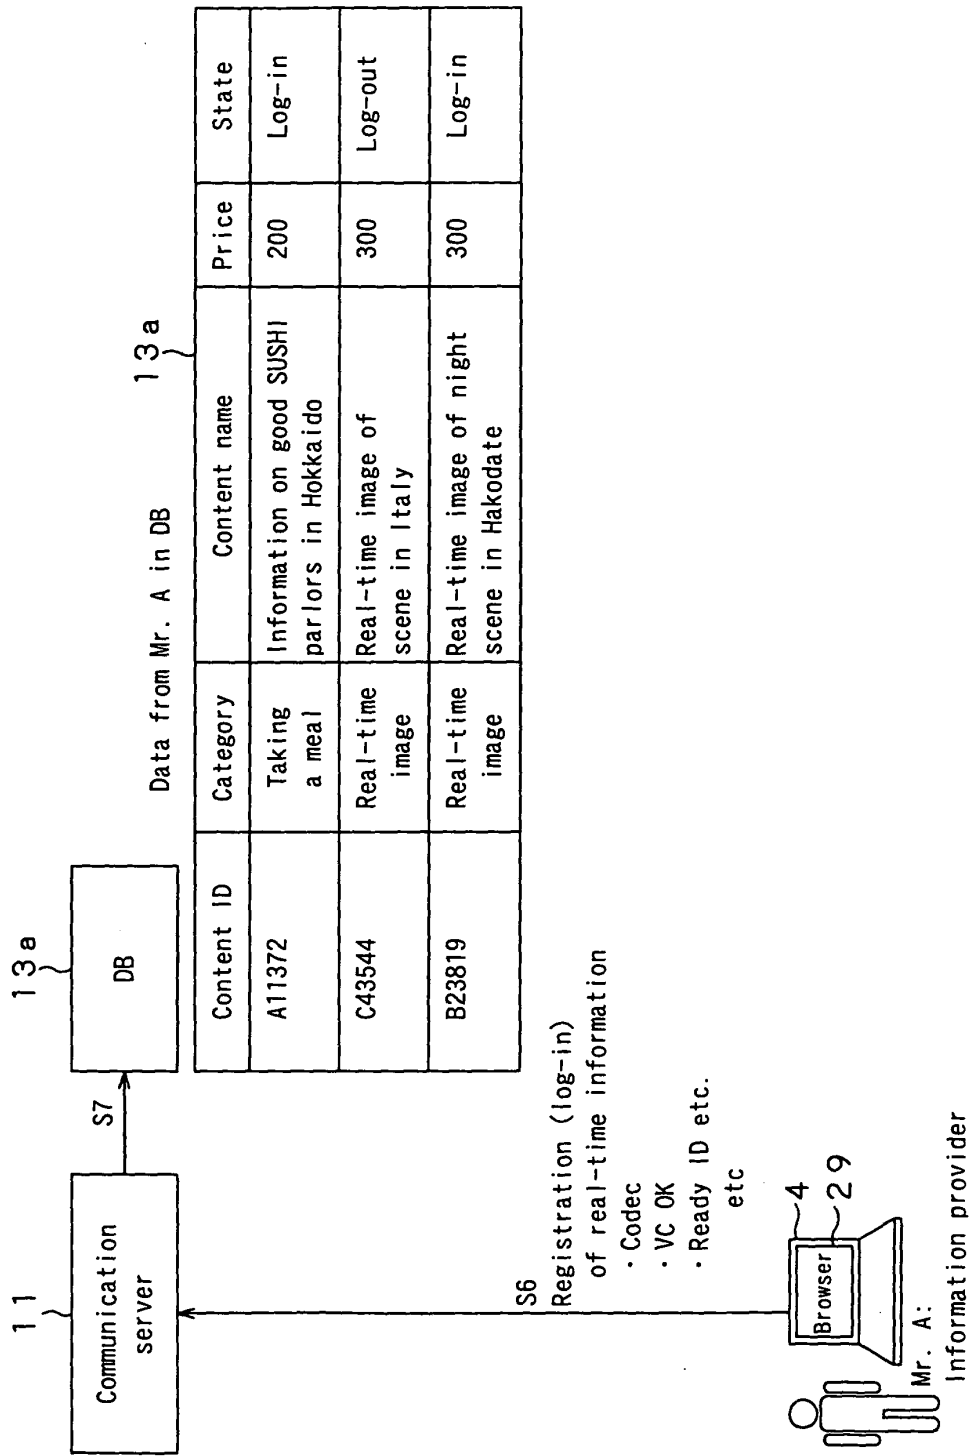 11
Communication
server
S7
13a
DB
Data from Mr. A in DB
13a
Content ID
Category
Content name
Price
State
A11372
Taking
a meal
Information on good SUSHI
parlors in Hokkaido
200
Log-in
C43544
Real-time
image
Real-time image of
scene in Italy
300
Log-out
B23819
Real-time
image
Real-time image of night
scene in Hakodate
300
Log-in
S6
Registration (log-in)
of real-time information
・Codec
・VC OK
・Ready ID etc.
etc
4
29
Browser
Mr. A:
Information provider